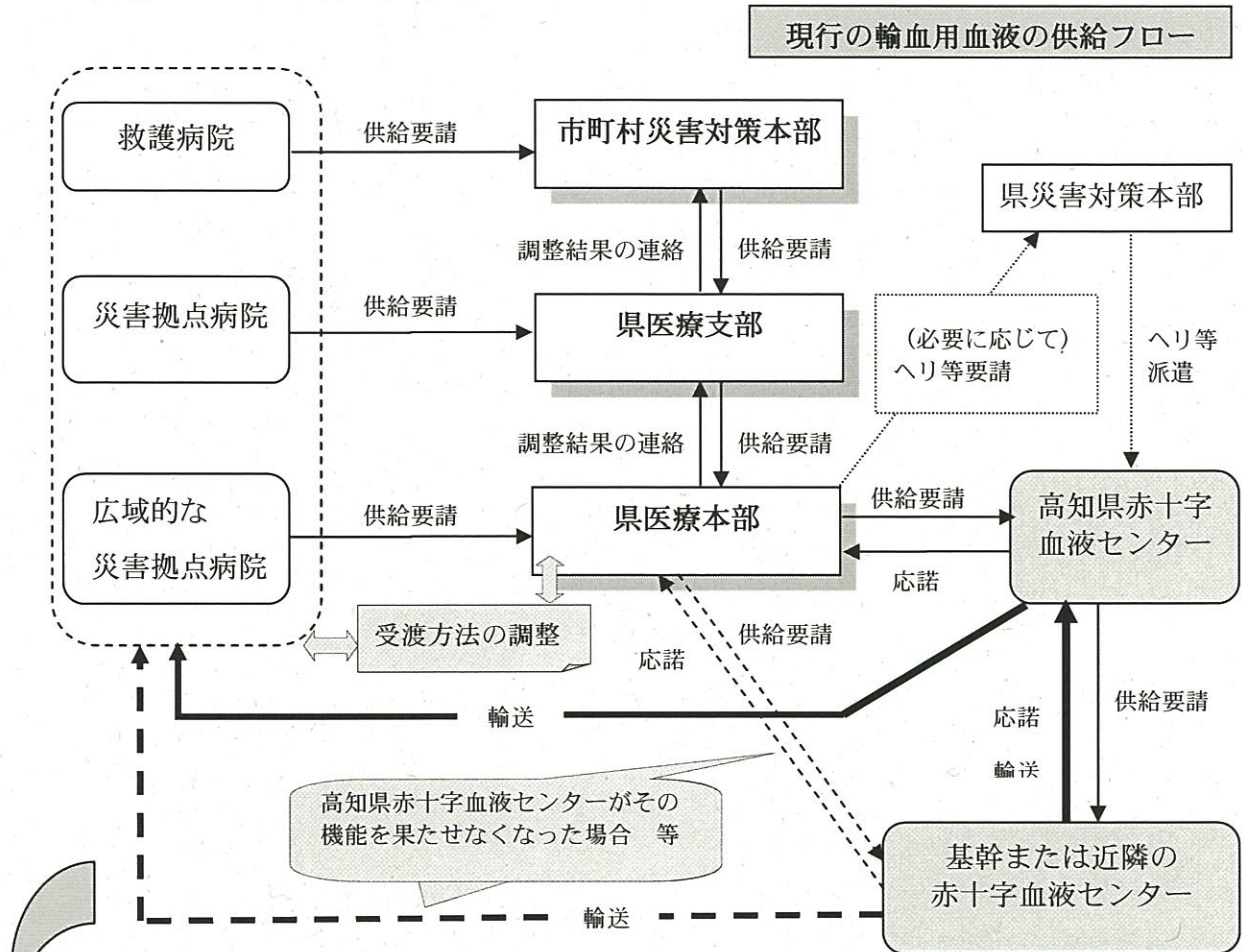 現行の輸血用血液の供給フロー
救護病院
供給要請
市町村災害対策本部
県災害対策本部
調整結果の連絡
供給要請
災害拠点病院
供給要請
県医療支部
（必要に応じて）
ヘリ等要請
ヘリ等
派遣
調整結果の連絡
供給要請
広域的な
災害拠点病院
供給要請
県医療本部
供給要請
応諾
高知県赤十字
血液センター
受渡方法の調整
応諾
供給要請
輸送
応諾
輸送
供給要請
高知県赤十字血液センターがその
機能を果たせなくなった場合　等
基幹または近隣の
赤十字血液センター
輸送